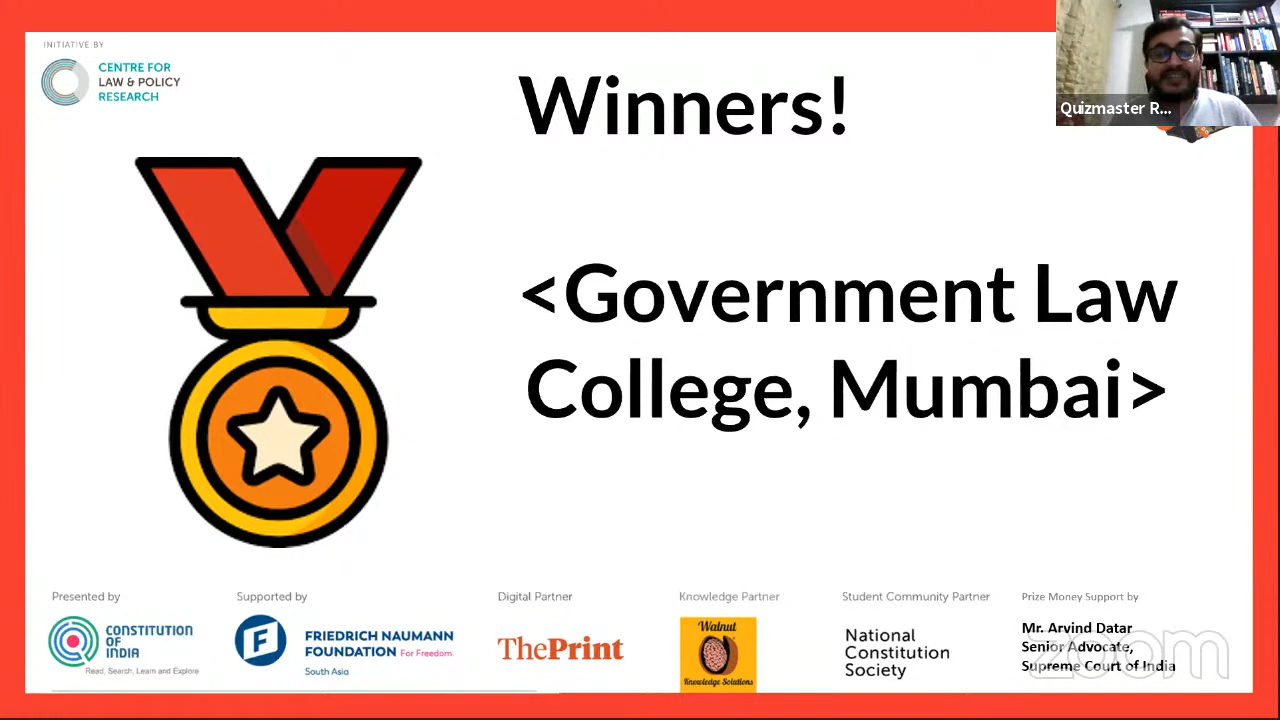 INITIATIVE BY
CENTRE FOR
LAW & POLICY
RESEARCH
Winners!
Quizmaster R...
<Government Law
College, Mumbai>
Presented by
CONSTITUTION
OF
INDIA
Read, Search, Learn and Explore
Supported by
F
FRIEDRICH NAUMANN
FOUNDATION For Freedom.
South Asia
Digital Partner
ThePrint
Knowledge Partner
Walnut
Knowledge Solutions
Student Community Partner
National
Constitution
Society
Prize Money Support by
Mr. Arvind Datar
Senior Advocate,
Supreme Court of India
zoom